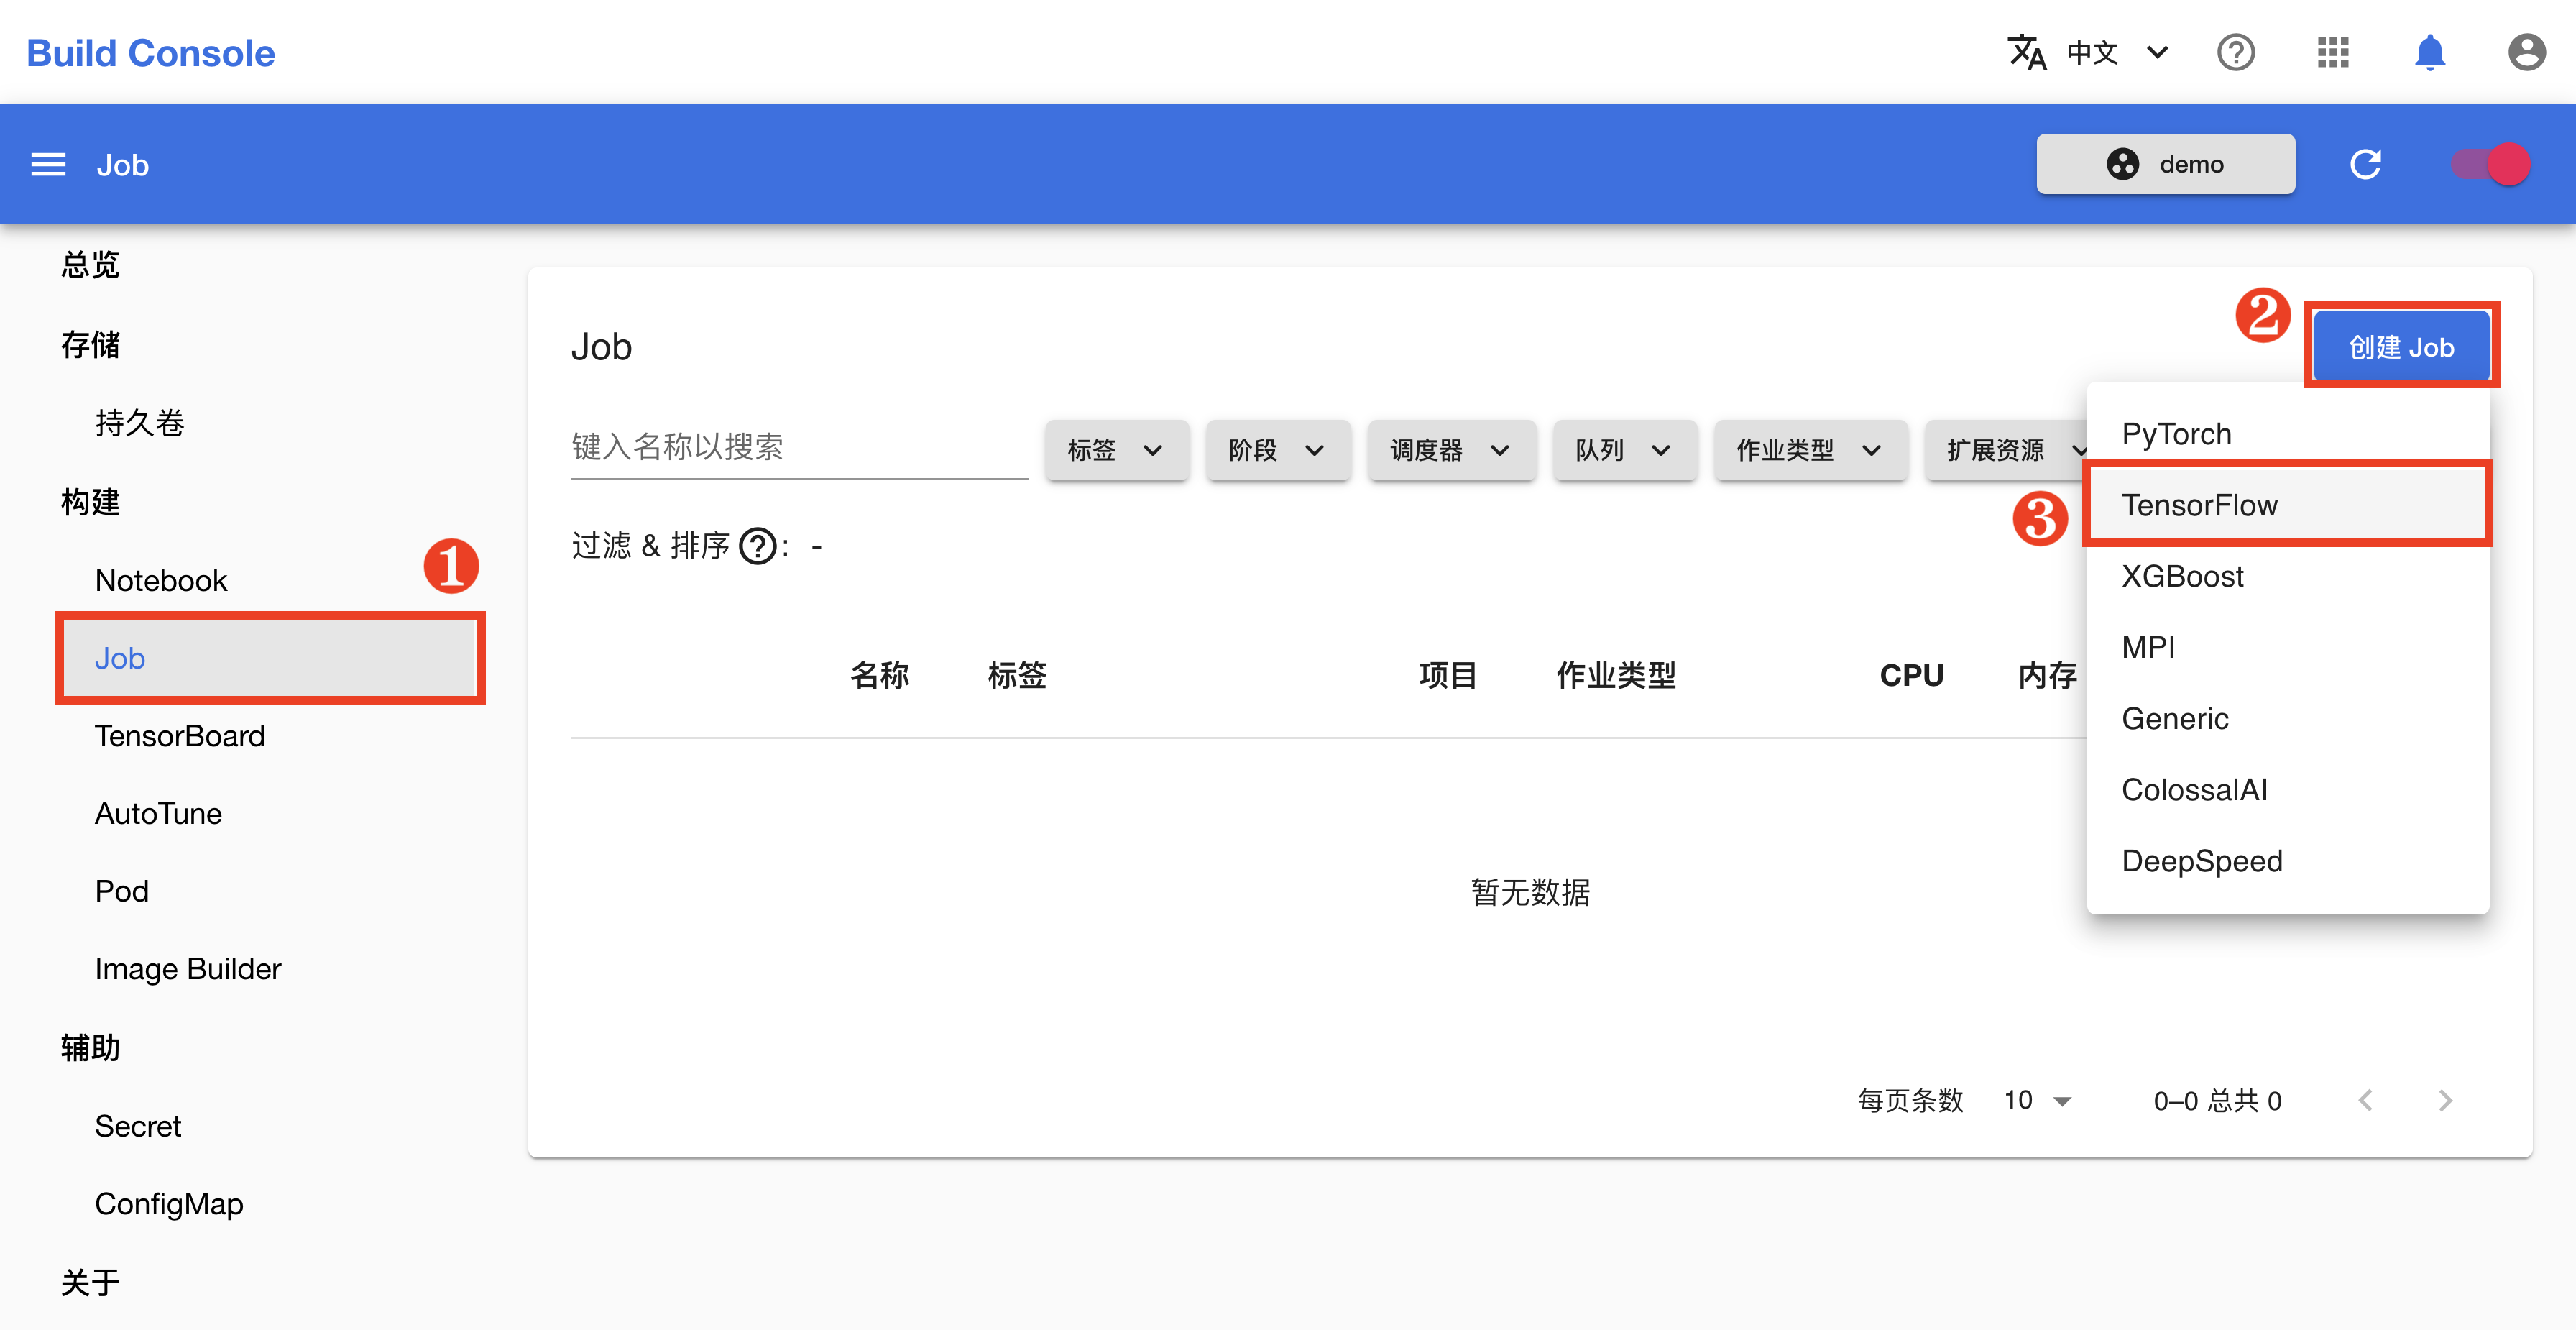 Build Console
中文
Job
demo
总览
存储
持久卷
构建
Notebook
1
Job
TensorBoard
AutoTune
Pod
Image Builder
辅助
Secret
ConfigMap
关于
Job
2
创建 Job
键入名称以搜索
标签
阶段
调度器
队列
作业类型
扩展资源
过滤 & 排序 ? : -
PyTorch
3
TensorFlow
XGBoost
MPI
Generic
ColossalAI
DeepSpeed
名称 标签 项目 作业类型 CPU 内存
暂无数据
每页条数 10 0–0 总共 0